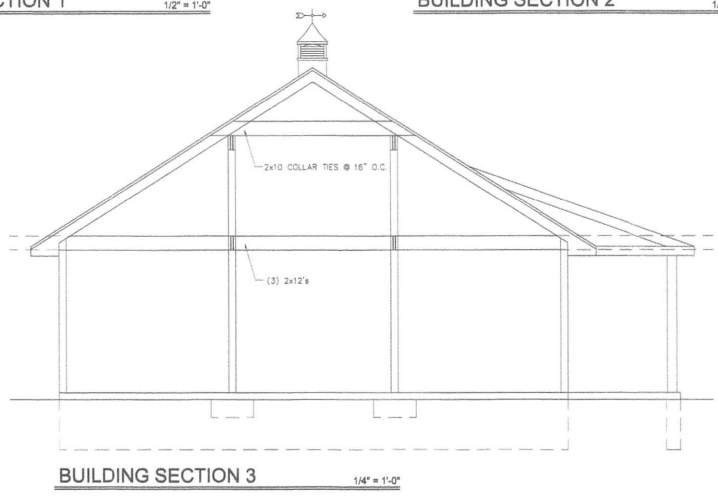 1/2" = 1'-0"
BUILDING SECTION 2
2x10 COLLAR TIES @ 16" O.C.
(3) 2x12's
BUILDING SECTION 3
1/4" = 1'-0"